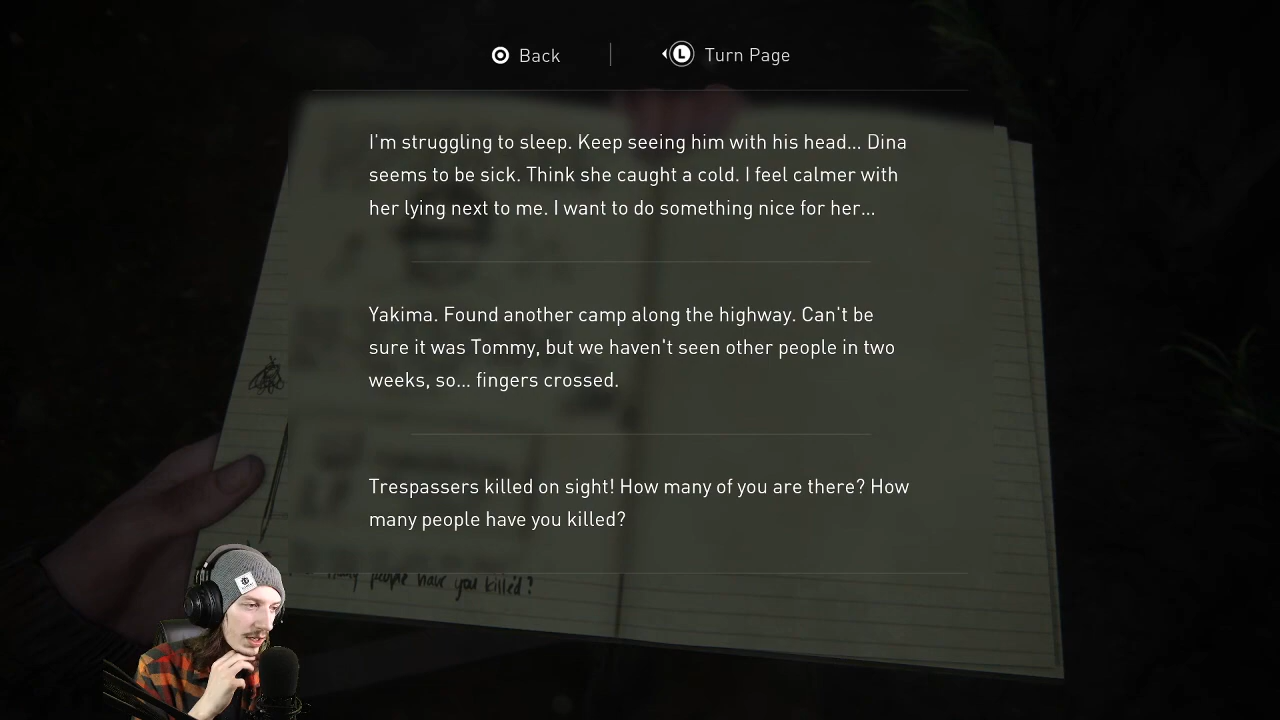 Back
Turn Page
I'm struggling to sleep. Keep seeing him with his head... Dina
seems to be sick. Think she caught a cold. I feel calmer with
her lying next to me. I want to do something nice for her...
Yakima. Found another camp along the highway. Can't be
sure it was Tommy, but we haven't seen other people in two
weeks, so... fingers crossed.
Trespassers killed on sight! How many of you are there? How
many people have you killed?
people have you killed?